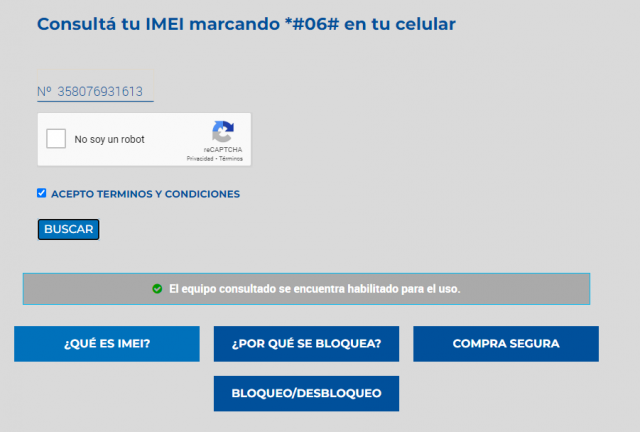 Consultá tu IMEI marcando *#06# en tu celular
Nº 358076931613
No soy un robot
reCAPTCHA
Privacidad • Términos
ACEPTO TERMINOS Y CONDICIONES
BUSCAR
El equipo consultado se encuentra habilitado para el uso.
¿QUÉ ES IMEI?
¿POR QUÉ SE BLOQUEA?
COMPRA SEGURA
BLOQUEO/DESBLOQUEO